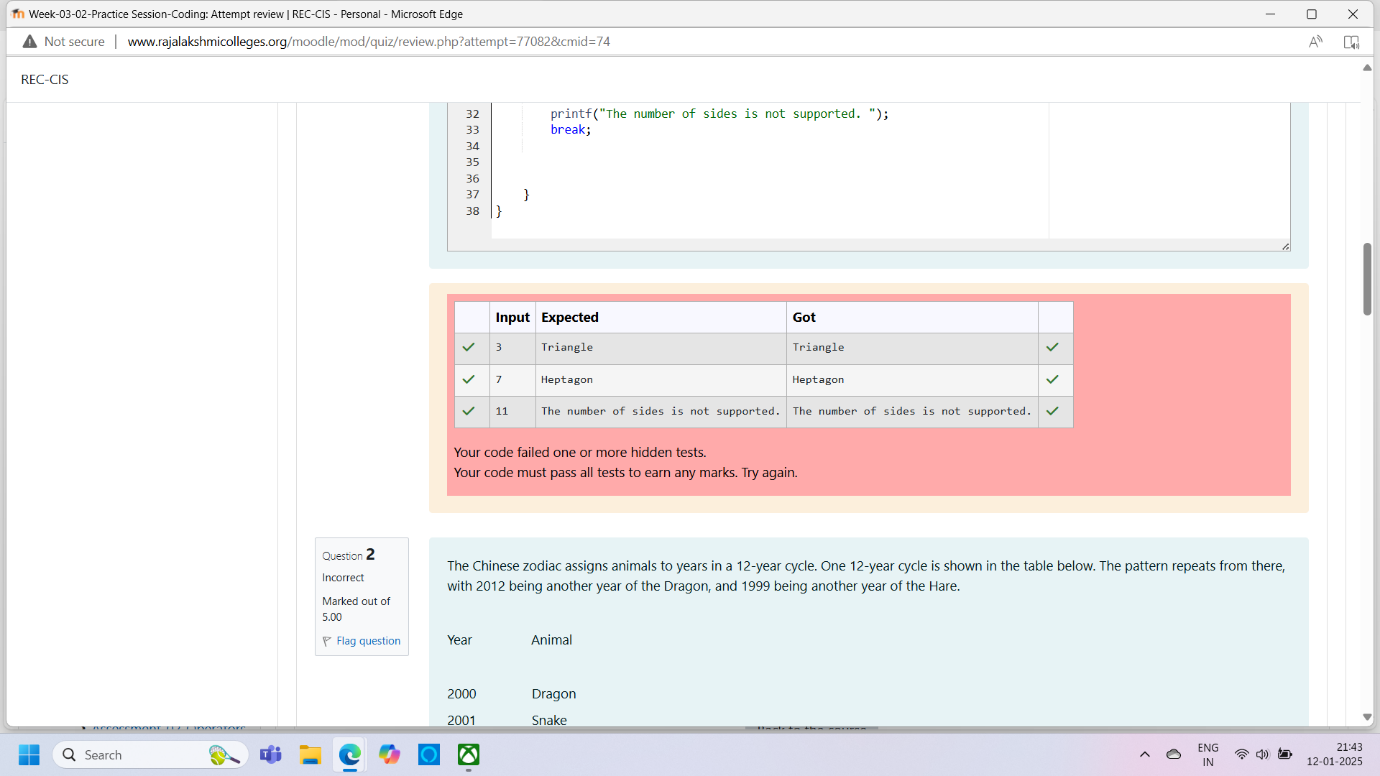 Week-03-02-Practice Session-Coding: Attempt review | REC-CIS - Personal - Microsoft Edge
Not secure | www.rajalakshmicolleges.org/moodle/mod/quiz/review.php?attempt=77082&cmid=74
REC-CIS
32 printf("The number of sides is not supported. ");
33 break;
34
35
36
37 }
38 }
Input Expected Got
3 Triangle Triangle
7 Heptagon Heptagon
11 The number of sides is not supported. The number of sides is not supported.
Your code failed one or more hidden tests.
Your code must pass all tests to earn any marks. Try again.
Question 2
Incorrect
Marked out of
5.00
Flag question
The Chinese zodiac assigns animals to years in a 12-year cycle. One 12-year cycle is shown in the table below. The pattern repeats from there,
with 2012 being another year of the Dragon, and 1999 being another year of the Hare.
Year Animal
2000 Dragon
2001 Snake
Search
ENG
IN
21:43
12-01-2025